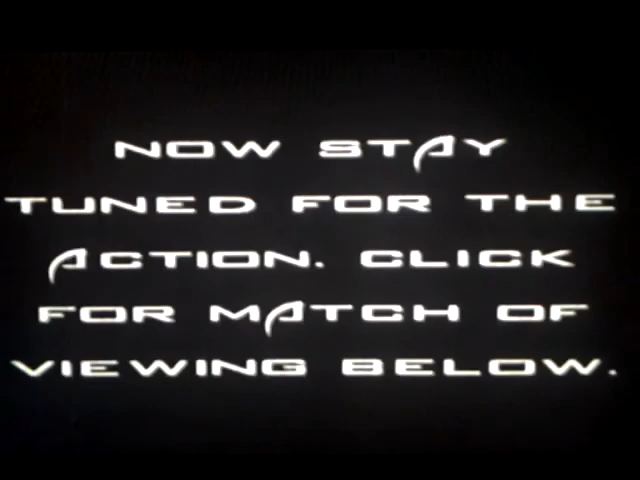 NOW STAY
TUNED FOR THE
ACTION. CLICK
FOR MATCH OF
VIEWING BELOW.